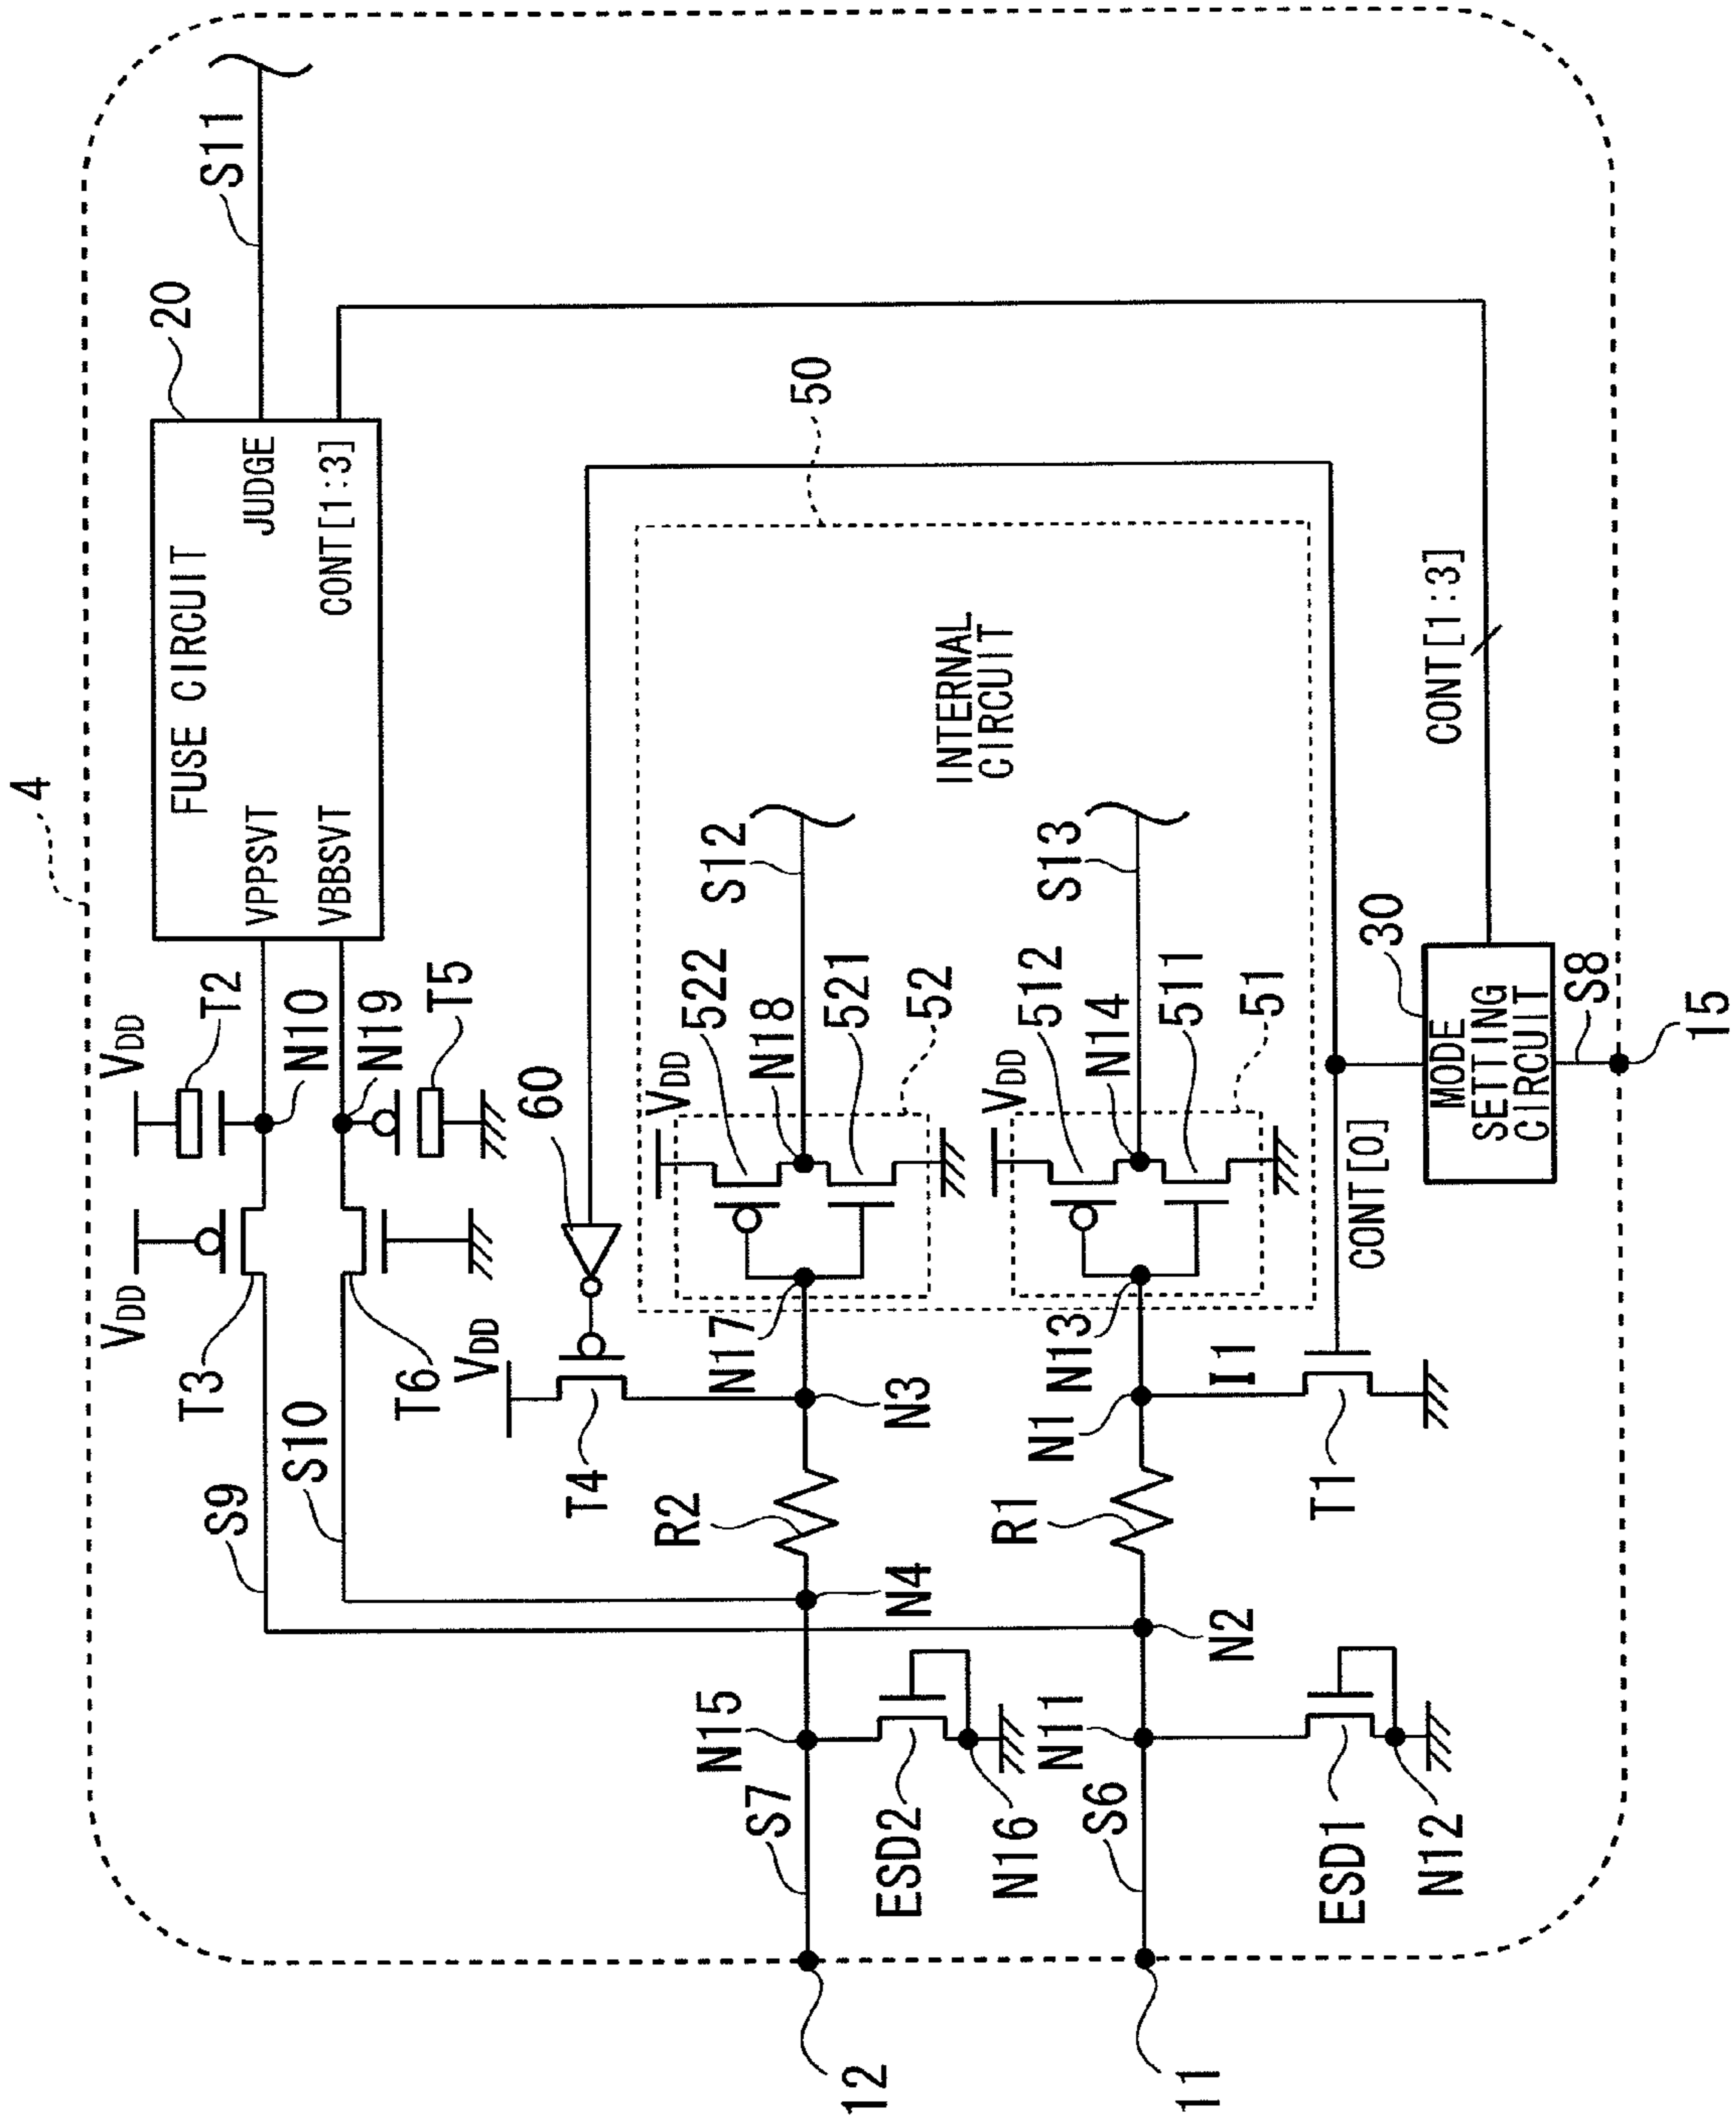 4
S11
20
FUSE CIRCUIT
VPPSVT
JUDGE
VBBSVT
CONT[1:3]
VDD
T2
N10
N19
T5
VDD
T3
T6
S9
S10
50
60
VDD
T4
INTERNAL
CIRCUIT
S12
522
VDD
N18
521
52
N17
N3
R2
N4
N15
S7
ESD2
N16
12
S13
512
VDD
N14
511
51
N13
N1
I1
R1
T1
N2
N11
S6
ESD1
N12
11
CONT[0]
CONT[1:3]
30
MODE
SETTING
CIRCUIT
S8
15